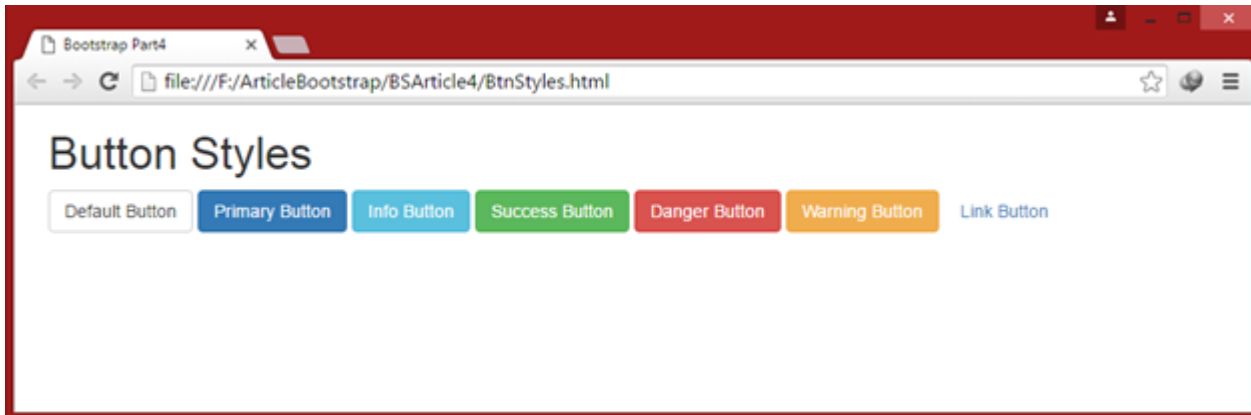 Bootstrap Part4
file:///F:/ArticleBootstrap/BSArticle4/BtnStyles.html
Button Styles
Default Button Primary Button Info Button Success Button Danger Button Warning Button Link Button